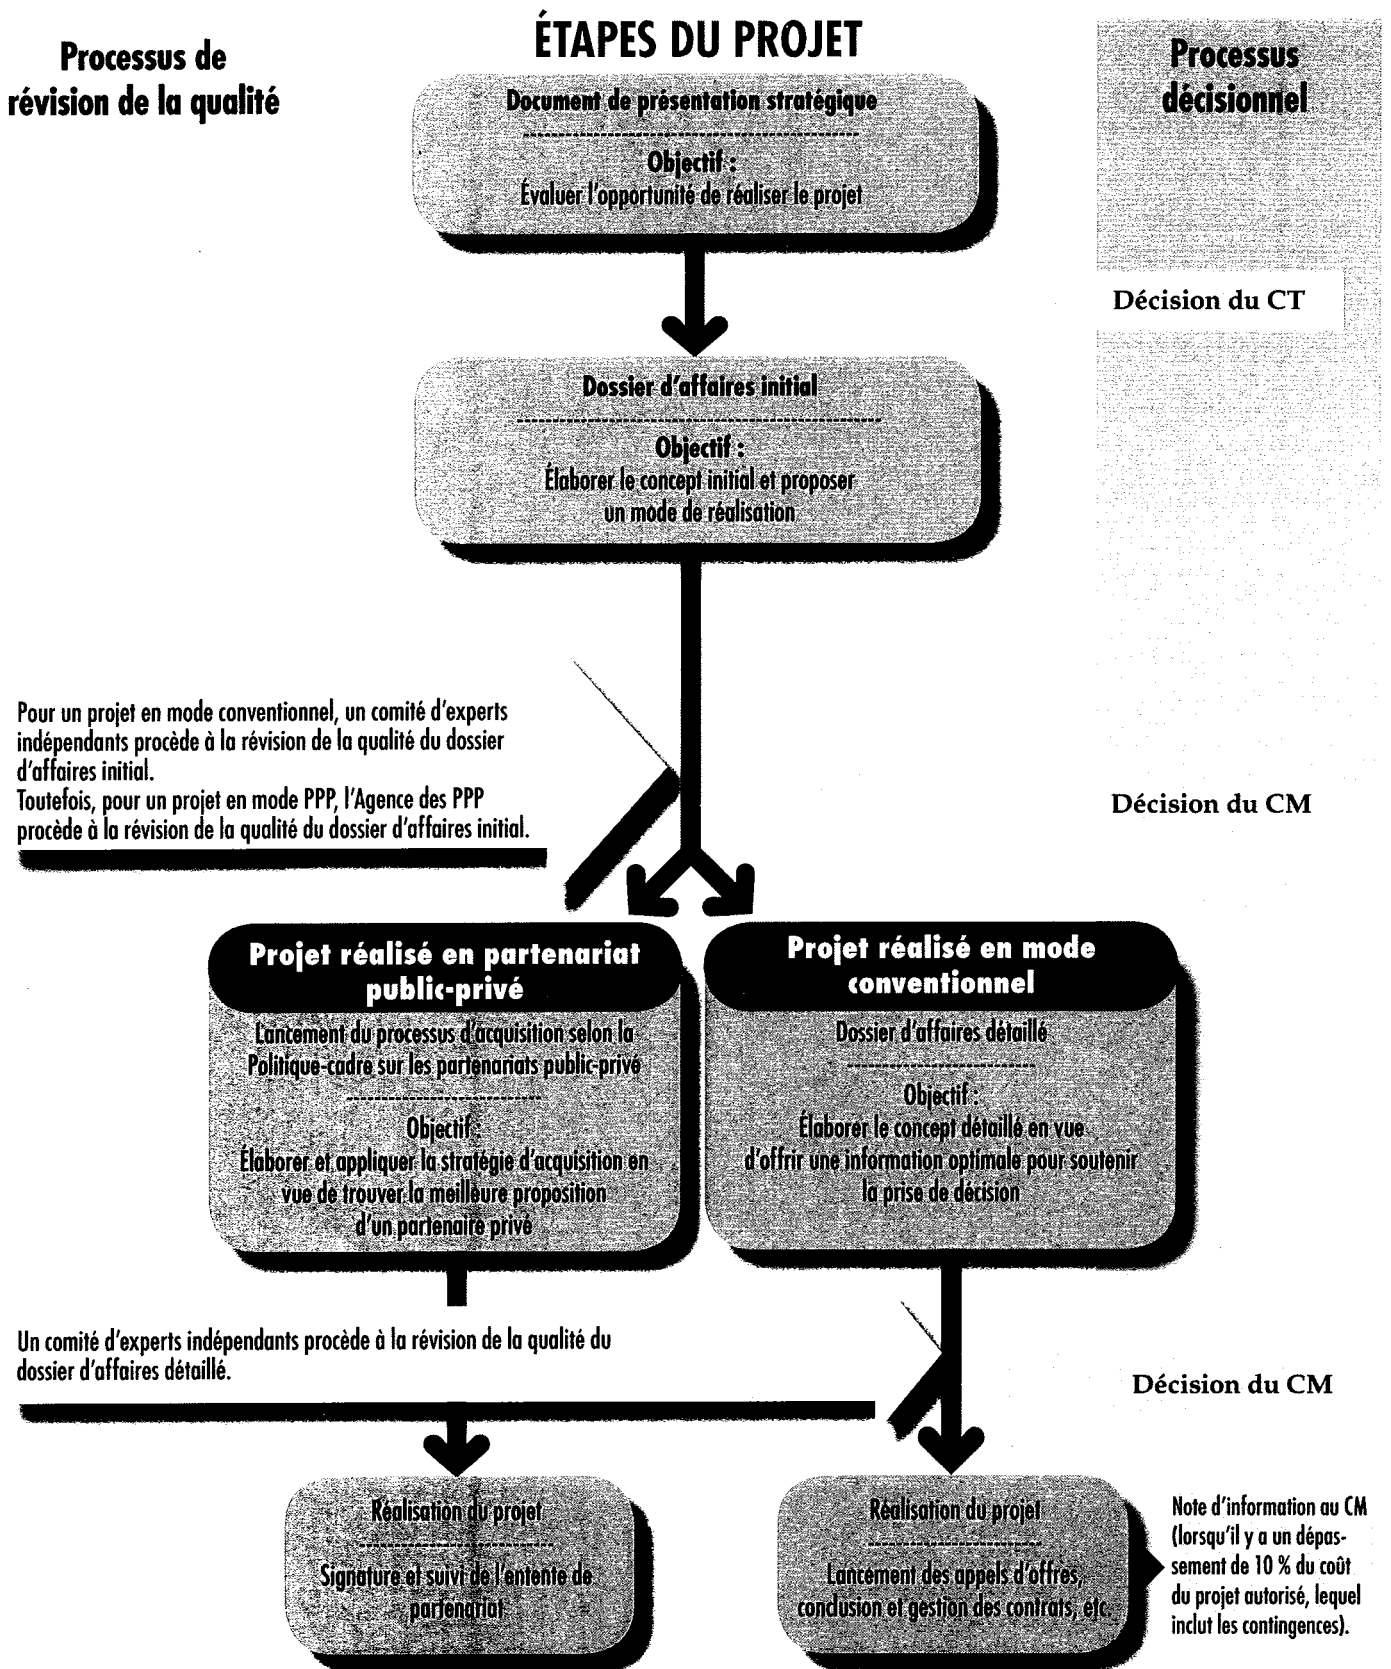 Processus de
révision de la qualité
ÉTAPES DU PROJET
Processus
décisionnel
Document de présentation stratégique
Objectif :
Évaluer l'opportunité de réaliser le projet
Décision du CT
Dossier d'affaires initial
Objectif :
Élaborer le concept initial et proposer
un mode de réalisation
Pour un projet en mode conventionnel, un comité d'experts
indépendants procède à la révision de la qualité du dossier
d'affaires initial.
Toutefois, pour un projet en mode PPP, l'Agence des PPP
procède à la révision de la qualité du dossier d'affaires initial.
Décision du CM
Projet réalisé en partenariat
public-privé
Lancement du processus d'acquisition selon la
Politique-cadre sur les partenariats public-privé
Objectif :
Élaborer et appliquer la stratégie d'acquisition en
vue de trouver la meilleure proposition
d'un partenaire privé
Projet réalisé en mode
conventionnel
Dossier d'affaires détaillé
Objectif :
Élaborer le concept détaillé en vue
d'offrir une information optimale pour soutenir
la prise de décision
Un comité d'experts indépendants procède à la révision de la qualité du
dossier d'affaires détaillé.
Décision du CM
Réalisation du projet
Signature et suivi de l'entente de
partenariat
Réalisation du projet
Lancement des appels d'offres,
conclusion et gestion des contrats, etc.
Note d'information au CM
(lorsqu'il y a un dépas-
sement de 10 % du coût
du projet autorisé, lequel
inclut les contingences).